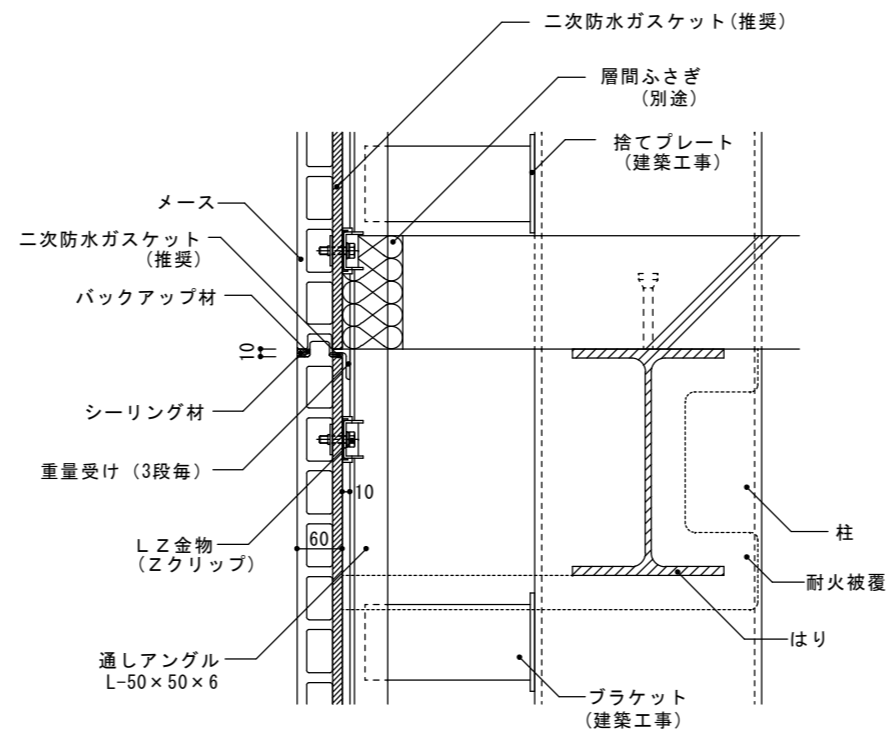 二次防水ガスケット(推奨)
層間ふさぎ
(別途)
捨てプレート
(建築工事)
メース
二次防水ガスケット
(推奨)
バックアップ材
10
シーリング材
重量受け (3段毎)
10
60
LZ金物
(Zクリップ)
柱
耐火被覆
はり
通しアングル
L-50×50×6
ブラケット
(建築工事)